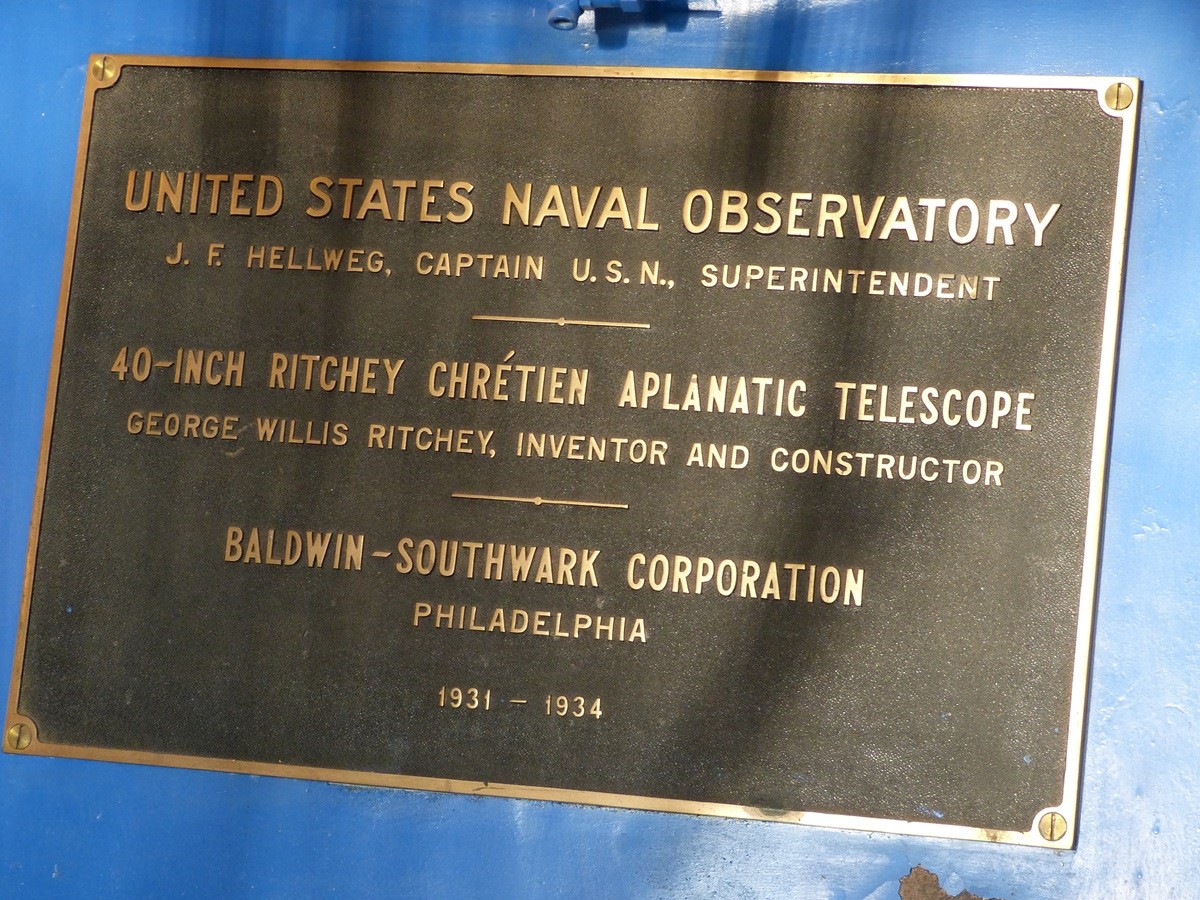 UNITED STATES NAVAL OBSERVATORY
J. F. HELLWEG, CAPTAIN U.S.N., SUPERINTENDENT
40-INCH RITCHEY CHRÉTIEN APLANATIC TELESCOPE
GEORGE WILLIS RITCHEY, INVENTOR AND CONSTRUCTOR
BALDWIN-SOUTHWARK CORPORATION
PHILADELPHIA
1931 - 1934